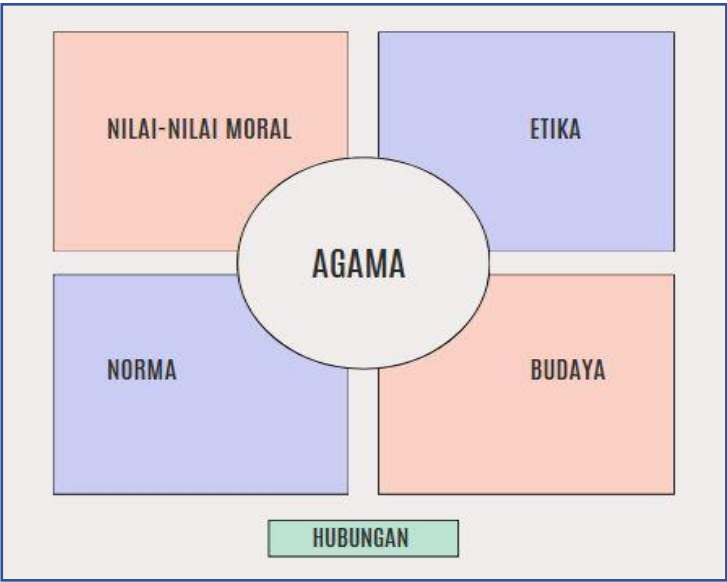 NILAI-NILAI MORAL
ETIKA
AGAMA
NORMA
BUDAYA
HUBUNGAN